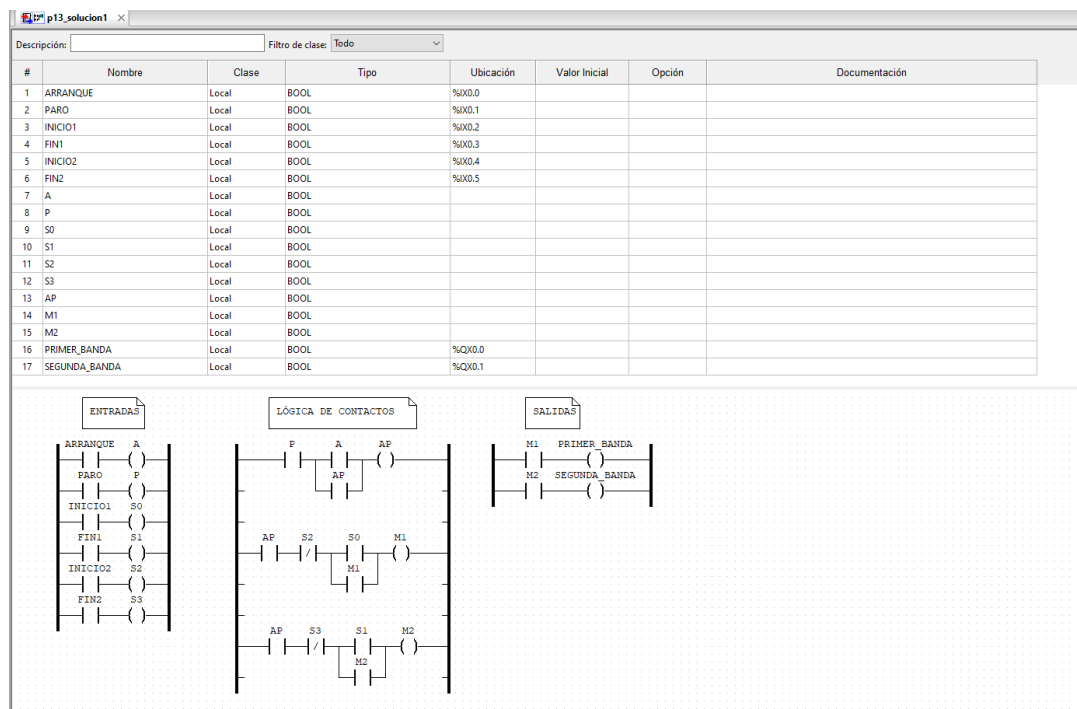 p13_solucion1
Descripción: Filtro de clase: Todo
# Nombre Clase Tipo Ubicación Valor Inicial Opción Documentación
1 ARRANQUE Local BOOL %IX0.0
2 PARO Local BOOL %IX0.1
3 INICIO1 Local BOOL %IX0.2
4 FIN1 Local BOOL %IX0.3
5 INICIO2 Local BOOL %IX0.4
6 FIN2 Local BOOL %IX0.5
7 A Local BOOL
8 P Local BOOL
9 S0 Local BOOL
10 S1 Local BOOL
11 S2 Local BOOL
12 S3 Local BOOL
13 AP Local BOOL
14 M1 Local BOOL
15 M2 Local BOOL
16 PRIMER_BANDA Local BOOL %QX0.0
17 SEGUNDA_BANDA Local BOOL %QX0.1
ENTRADAS
ARRANQUE A
PARO P
INICIO1 S0
FIN1 S1
INICIO2 S2
FIN2 S3
LÓGICA DE CONTACTOS
P A AP
AP
AP S2 S0 M1
M1
AP S3 S1 M2
M2
SALIDAS
M1 PRIMER_BANDA
M2 SEGUNDA_BANDA